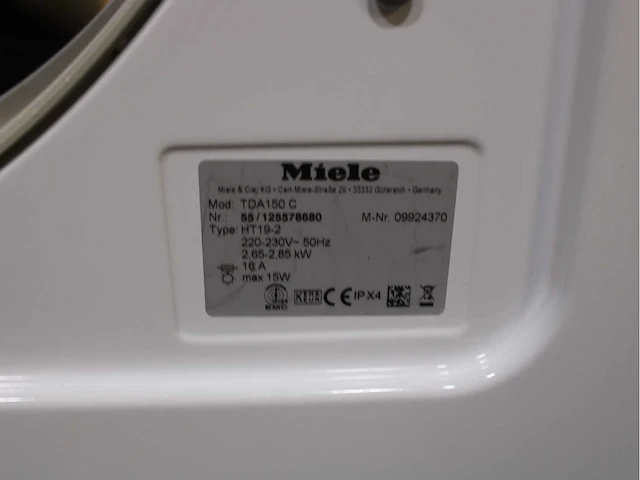 Miele
Miele & Cie, KG • Carl-Miele-Straße 29 • 33332 Gütersloh • Germany
Mod: TDA150 C
Nr.: 55/125578680 M-Nr. 09924370
Type: HT19-2
220-230V~ 50Hz
2,65-2,85 kW
16 A
max 15W
CE IPX4